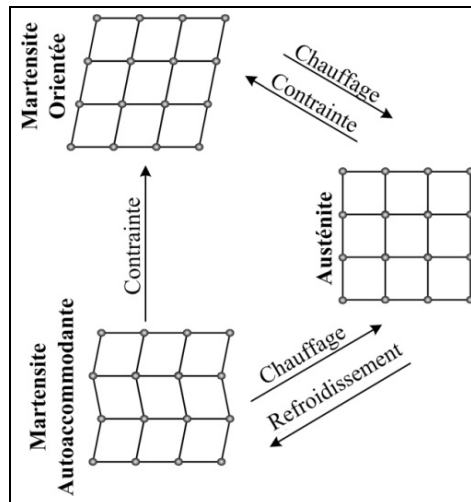 Martensite
Orientée
Chauffage
Contrainte
Austénite
Contrainte
Martensite
Autoaccommodante
Chauffage
Refroidissement